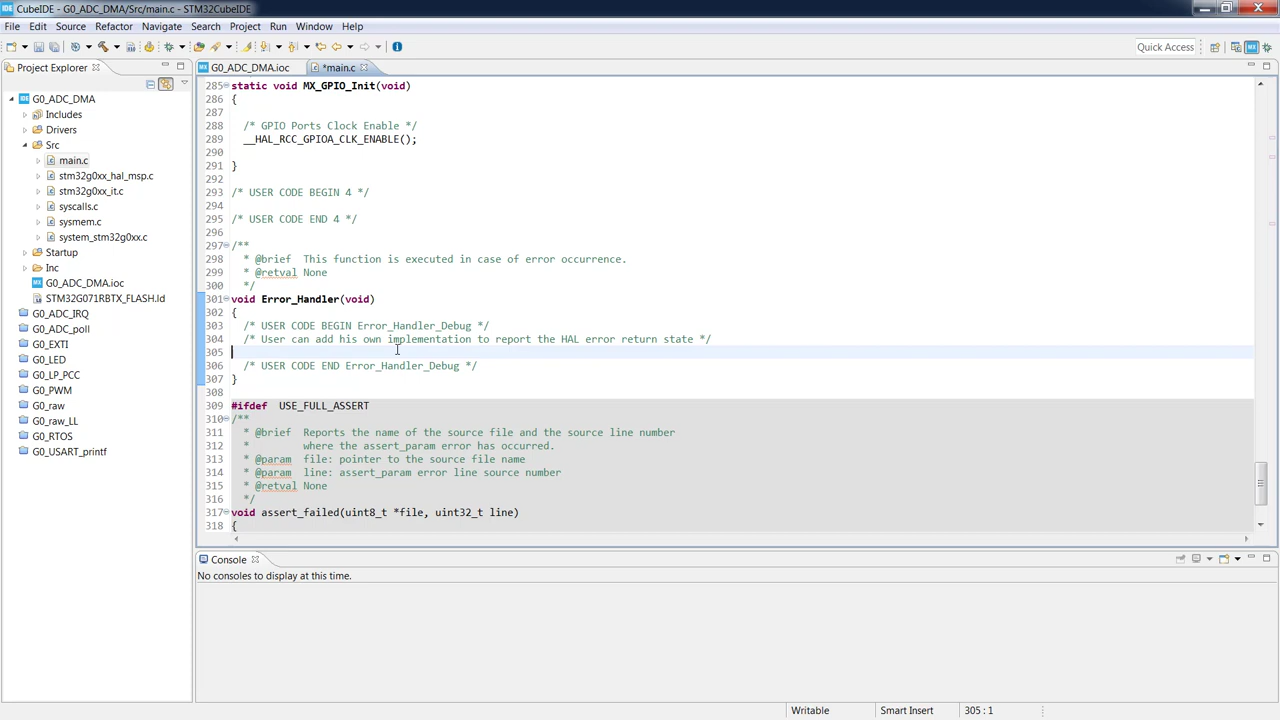 CubeIDE - G0_ADC_DMA/Src/main.c - STM32CubeIDE
File Edit Source Refactor Navigate Search Project Run Window Help
Quick Access
Project Explorer
G0_ADC_DMA.ioc
*main.c
G0_ADC_DMA
Includes
Drivers
Src
main.c
stm32g0xx_hal_msp.c
stm32g0xx_it.c
syscalls.c
sysmem.c
system_stm32g0xx.c
Startup
Inc
G0_ADC_DMA.ioc
STM32G071RBTX_FLASH.ld
G0_ADC_IRQ
G0_ADC_poll
G0_EXTI
G0_LED
G0_LP_PCC
G0_PWM
G0_raw
G0_raw_LL
G0_RTOS
G0_USART_printf
285 static void MX_GPIO_Init(void)
286 {
287
288 /* GPIO Ports Clock Enable */
289 __HAL_RCC_GPIOA_CLK_ENABLE();
290
291 }
292
293 /* USER CODE BEGIN 4 */
294
295 /* USER CODE END 4 */
296
297 /**
298 * @brief This function is executed in case of error occurrence.
299 * @retval None
300 */
301 void Error_Handler(void)
302 {
303 /* USER CODE BEGIN Error_Handler_Debug */
304 /* User can add his own implementation to report the HAL error return state */
305
306 /* USER CODE END Error_Handler_Debug */
307 }
308
309 #ifdef USE_FULL_ASSERT
310 /**
311 * @brief Reports the name of the source file and the source line number
312 * where the assert_param error has occurred.
313 * @param file: pointer to the source file name
314 * @param line: assert_param error line source number
315 * @retval None
316 */
317 void assert_failed(uint8_t *file, uint32_t line)
318 {
Console
No consoles to display at this time.
Writable
Smart Insert
305 : 1